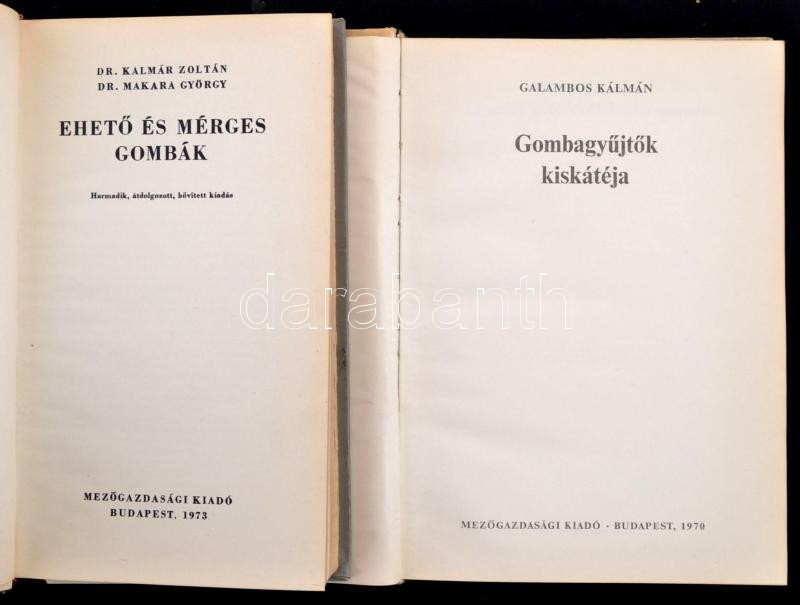 DR. KALMÁR ZOLTÁN
DR. MAKARA GYÖRGY
EHETŐ ÉS MÉRGES
GOMBÁK
Harmadik, átdolgozott, bővített kiadás
MEZŐGAZDASÁGI KIADÓ
BUDAPEST, 1973
GALAMBOS KÁLMÁN
Gombagyűjtők
kiskátéja
MEZŐGAZDASÁGI KIADÓ · BUDAPEST, 1970
darabanth